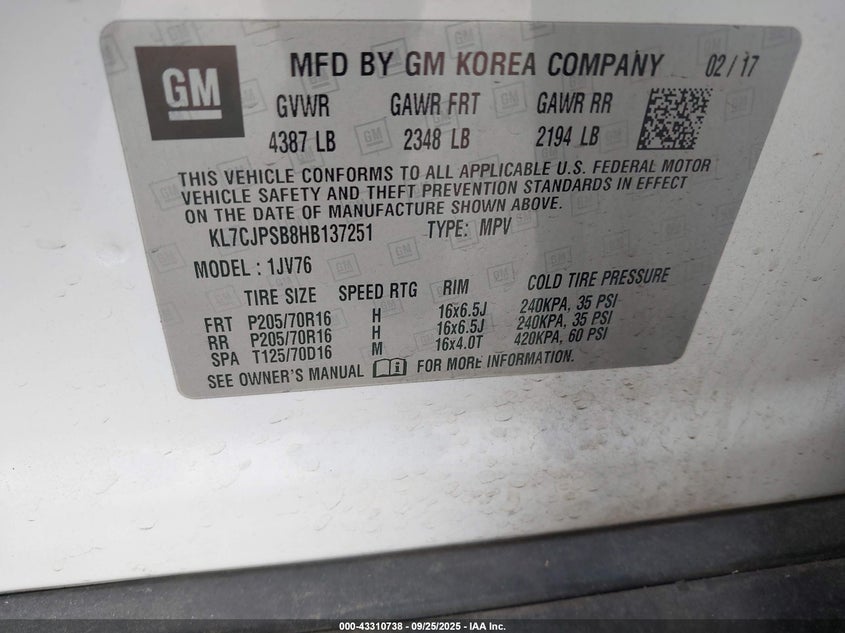 GM
MFD BY GM KOREA COMPANY 02/17
GVWR GAWR FRT GAWR RR
4387 LB 2348 LB 2194 LB
THIS VEHICLE CONFORMS TO ALL APPLICABLE U.S. FEDERAL MOTOR
VEHICLE SAFETY AND THEFT PREVENTION STANDARDS IN EFFECT
ON THE DATE OF MANUFACTURE SHOWN ABOVE.
KL7CJPSB8HB137251 TYPE: MPV
MODEL : 1JV76
TIRE SIZE SPEED RTG RIM COLD TIRE PRESSURE
FRT P205/70R16 H 16x6.5J 240KPA, 35 PSI
RR P205/70R16 H 16x6.5J 240KPA, 35 PSI
SPA T125/70D16 M 16x4.0T 420KPA, 60 PSI
SEE OWNER'S MANUAL FOR MORE INFORMATION.
000-43310738 - 09/25/2025 - IAA Inc.